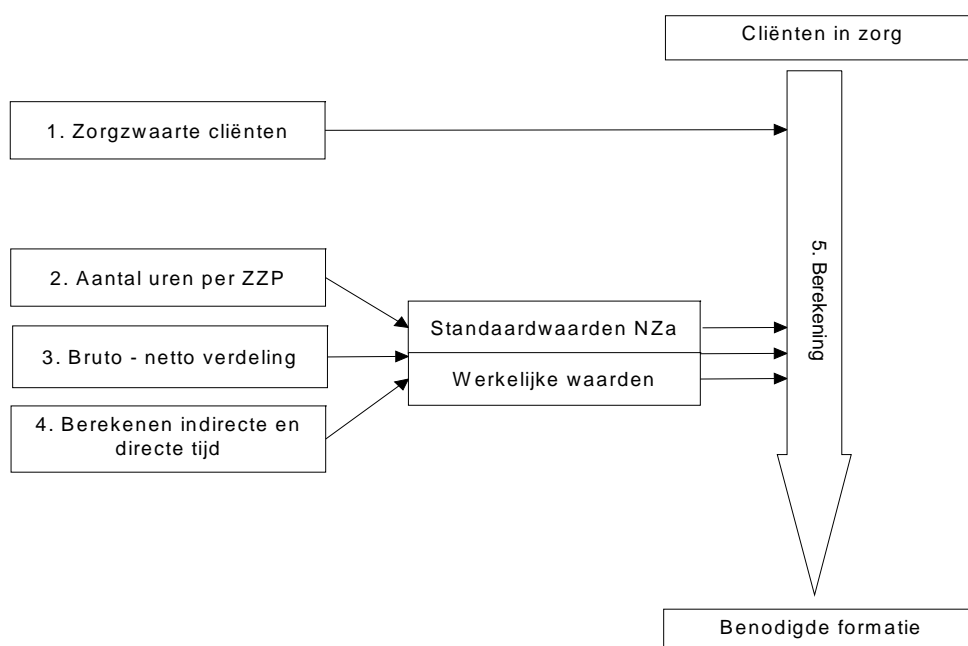 Cliënten in zorg
1. Zorgzwaarte cliënten
2. Aantal uren per ZZP
3. Bruto - netto verdeling
4. Berekenen indirecte en
directe tijd
Standaardwaarden NZa
Werkelijke waarden
5. Berekening
Benodigde formatie